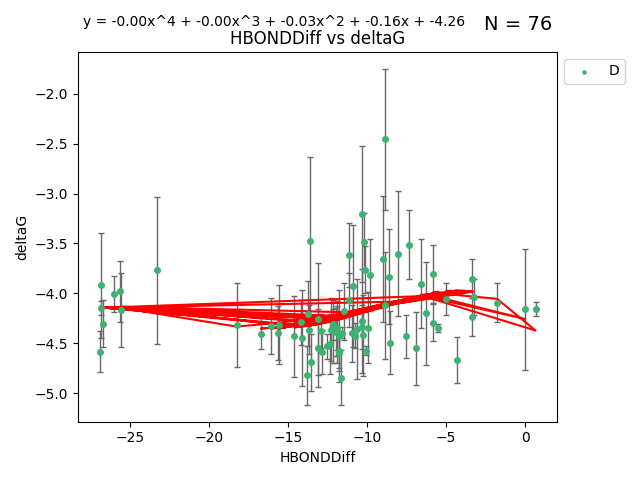 y = -0.00x^4 + -0.00x^3 + -0.03x^2 + -0.16x + -4.26
N = 76
HBONDDiff vs deltaG
D
−2.0
−2.5
−3.0
−3.5
−4.0
−4.5
−5.0
deltaG
−25
−20
−15
−10
−5
0
HBONDDiff